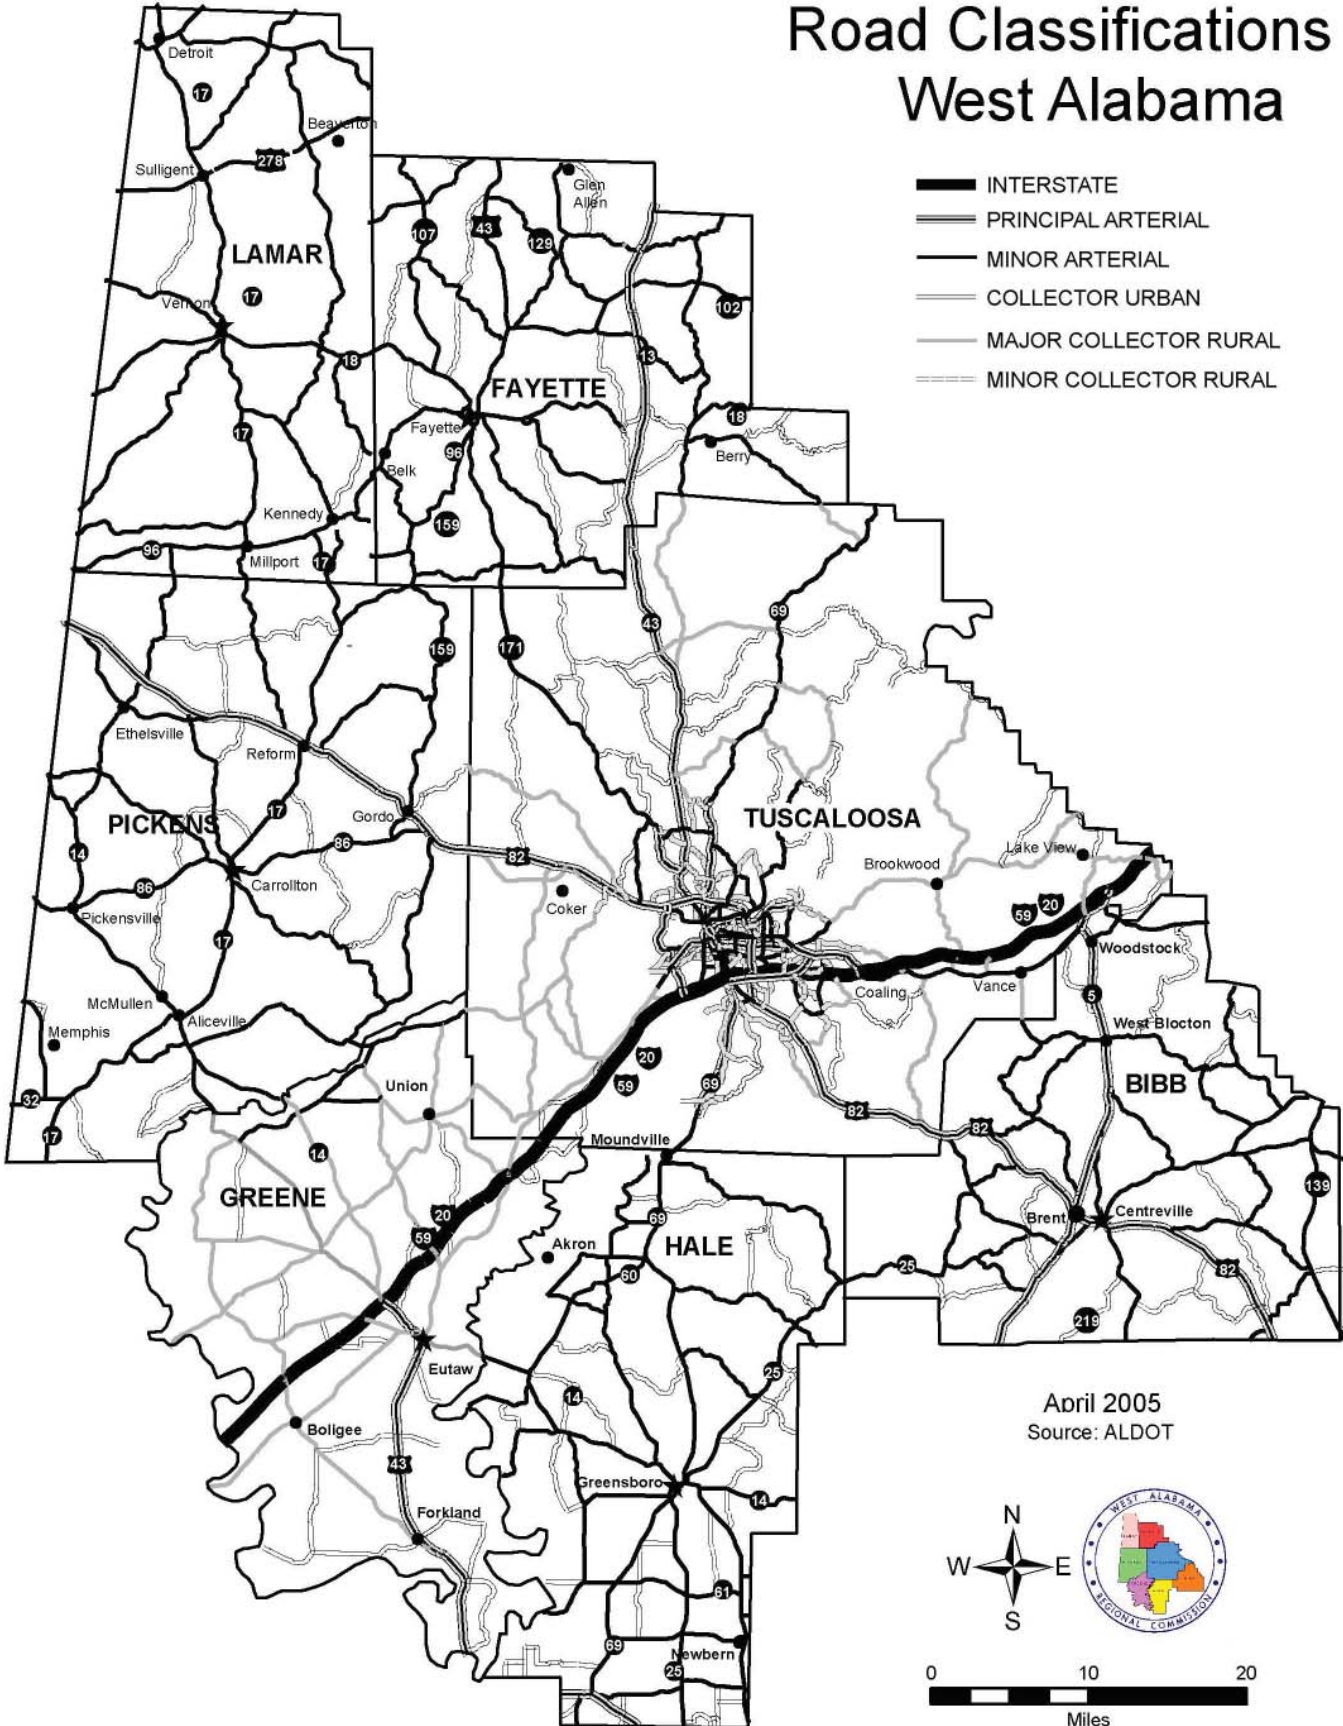 Road Classifications
West Alabama
INTERSTATE
PRINCIPAL ARTERIAL
MINOR ARTERIAL
COLLECTOR URBAN
MAJOR COLLECTOR RURAL
MINOR COLLECTOR RURAL
Detroit
17
Beaverton
278
Sulligent
Glen
Allen
107
43
129
LAMAR
17
Vernon
102
18
13
FAYETTE
17
Fayette
18
96
Belk
Berry
Kennedy
159
96
Millport
17
69
43
159
171
Ethelsville
Reform
PICKENS
17
Gordo
TUSCALOOSA
14
86
82
Brookwood
Lake View
86
Carrollton
Coker
59
20
Pickensville
17
Woodstock
McMullen
Coaling
Vance
5
Aliceville
Memphis
West Blocton
20
59
69
Union
BIBB
32
82
82
17
Moundville
14
139
GREENE
20
59
69
Brent
Centreville
Akron
HALE
60
25
82
219
Eutaw
25
14
Boligee
43
Greensboro
14
Forkland
61
69
Newbern
25
April 2005
Source: ALDOT
N
W
E
S
WEST ALABAMA
REGIONAL COMMISSION
0 10 20
Miles